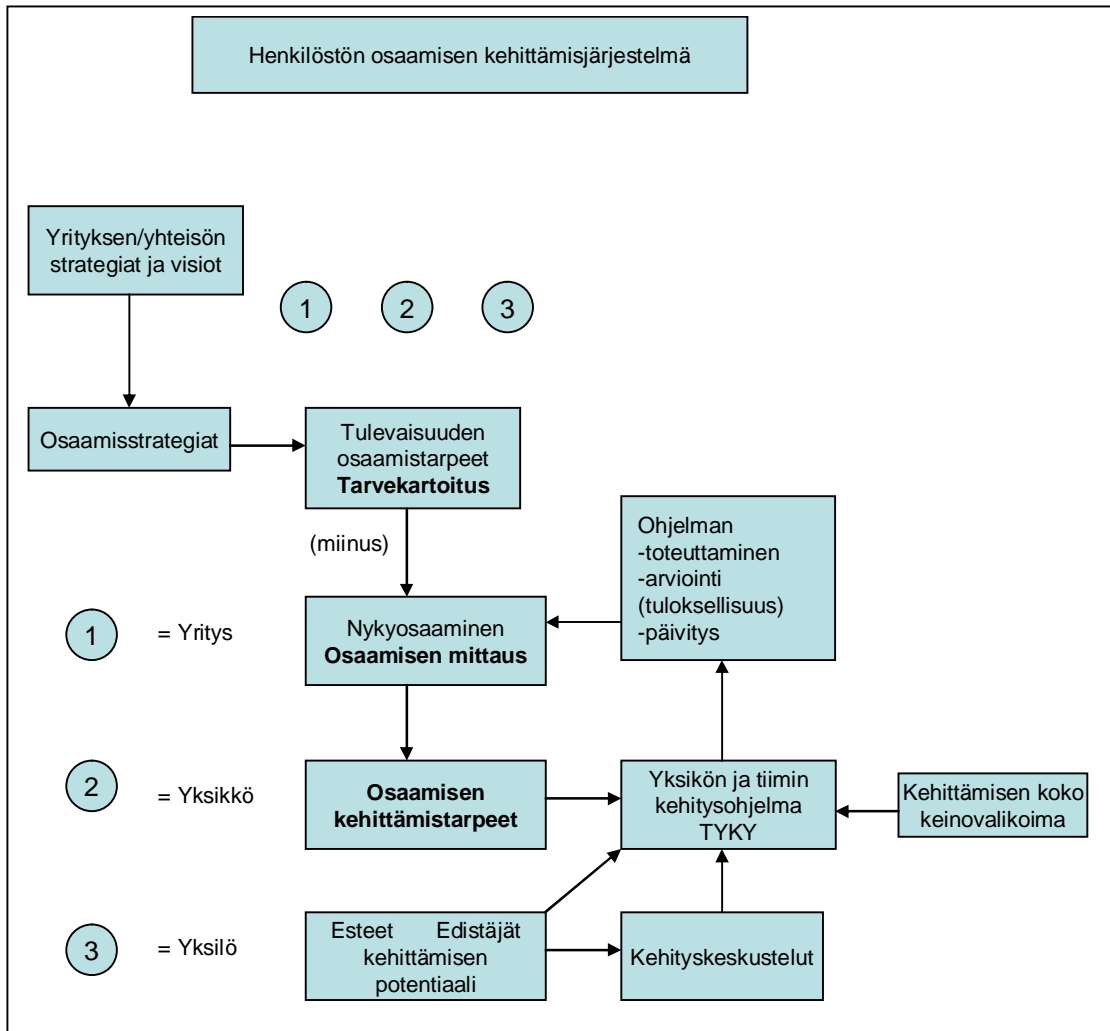 Henkilöstön osaamisen kehittämisjärjestelmä
Yrityksen/yhteisön
strategiat ja visiot
1 2 3
Osaamisstrategiat
Tulevaisuuden
osaamistarpeet
Tarvekartoitus
(miinus)
Ohjelman
-toteuttaminen
-arviointi
(tuloksellisuus)
-päivitys
1 = Yritys
Nykyosaaminen
Osaamisen mittaus
2 = Yksikkö
Osaamisen
kehittämistarpeet
Yksikön ja tiimin
kehitysohjelma
TYKY
Kehittämisen koko
keinovalikoima
3 = Yksilö
Esteet Edistäjät
kehittämisen
potentiaali
Kehityskeskustelut